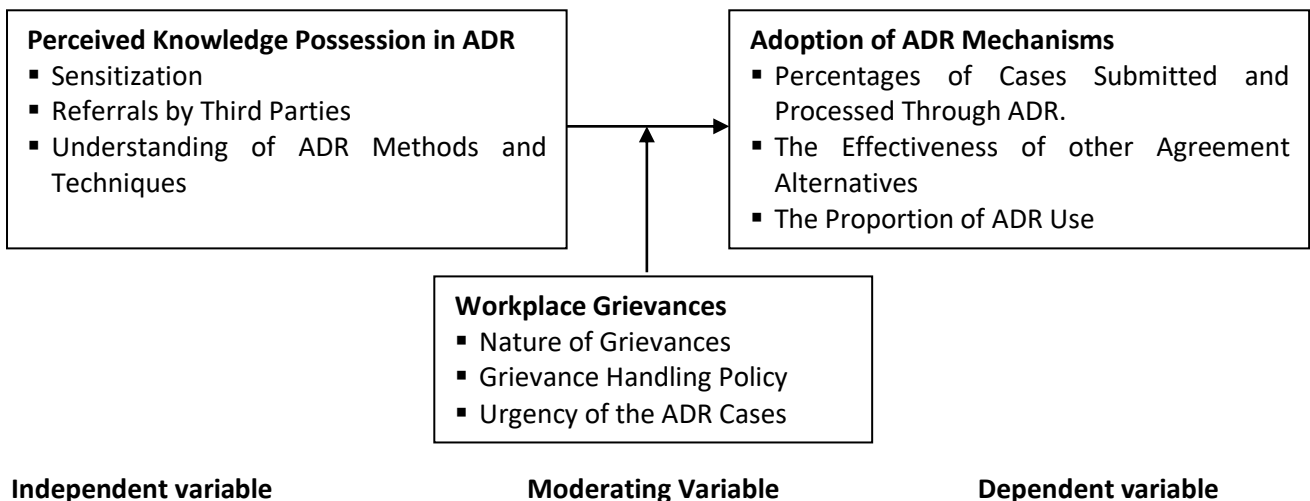 Perceived Knowledge Possession in ADR
▪ Sensitization
▪ Referrals by Third Parties
▪ Understanding of ADR Methods and
Techniques
Adoption of ADR Mechanisms
▪ Percentages of Cases Submitted and
Processed Through ADR.
▪ The Effectiveness of other Agreement
Alternatives
▪ The Proportion of ADR Use
Workplace Grievances
▪ Nature of Grievances
▪ Grievance Handling Policy
▪ Urgency of the ADR Cases
Independent variable
Moderating Variable
Dependent variable